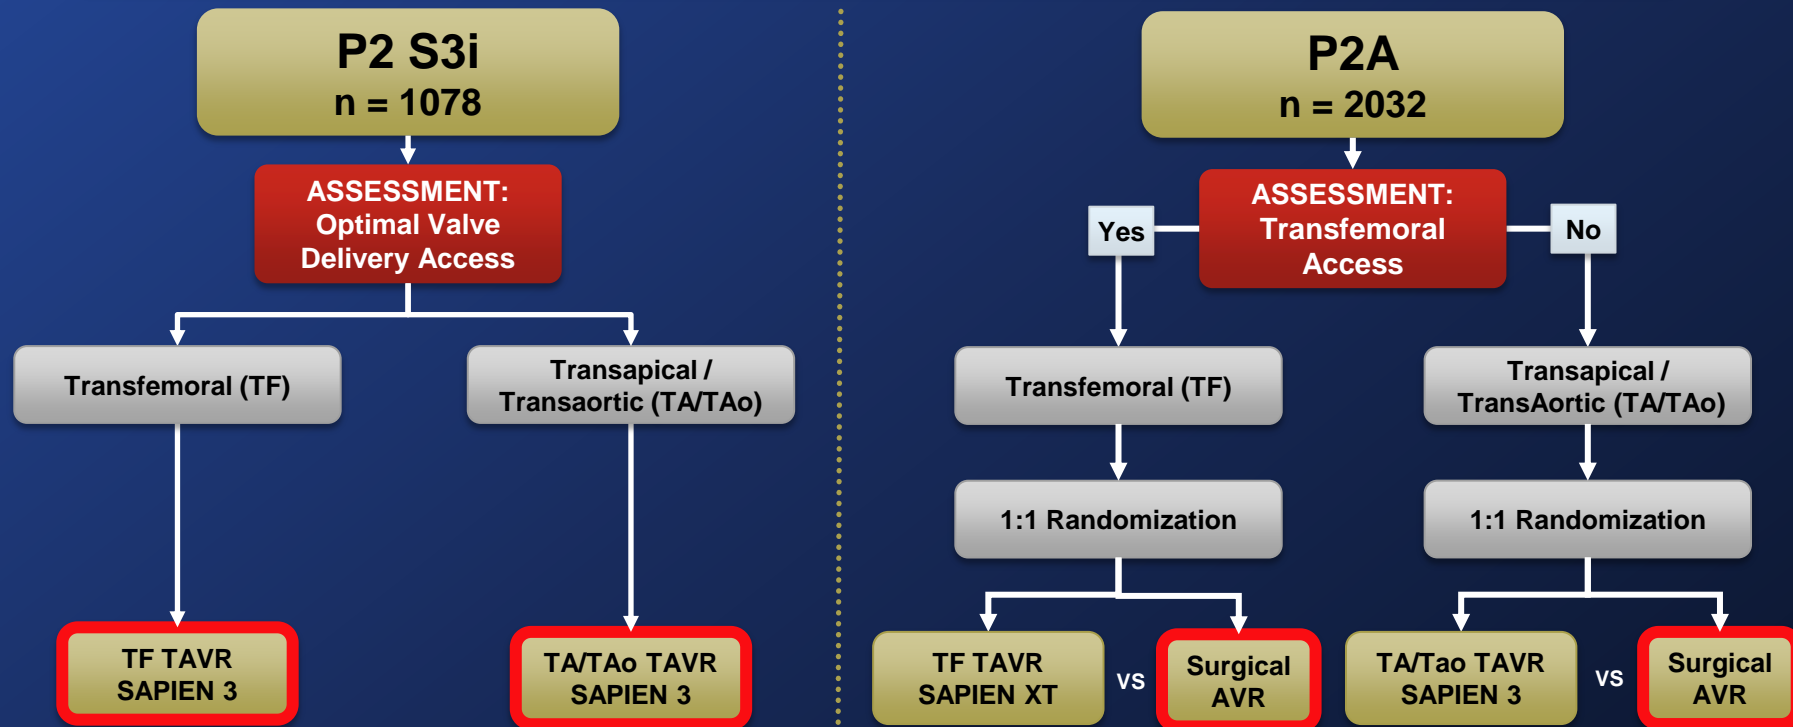 P2 S3i
n = 1078
ASSESSMENT:
Optimal Valve
Delivery Access
Transfemoral (TF)
Transapical /
Transaortic (TA/TAo)
TF TAVR
SAPIEN 3
TA/TAo TAVR
SAPIEN 3
P2A
n = 2032
ASSESSMENT:
Transfemoral
Access
Yes
No
Transfemoral (TF)
Transapical /
TransAortic (TA/TAo)
1:1 Randomization
1:1 Randomization
TF TAVR
SAPIEN XT
VS
Surgical
AVR
TA/Tao TAVR
SAPIEN 3
VS
Surgical
AVR